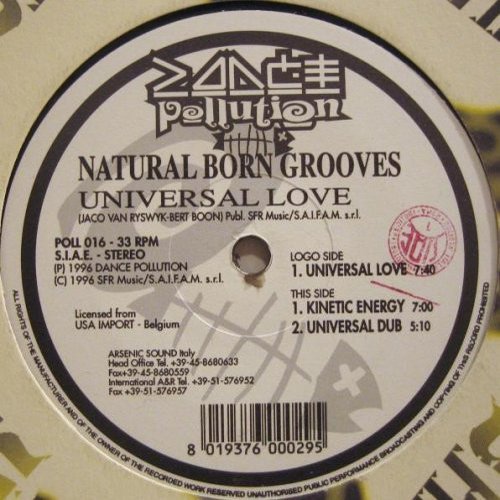 DANCE
pollution
NATURAL BORN GROOVES
UNIVERSAL LOVE
(JACO VAN RYSWYK-BERT BOON) Publ. SFR Music/S.A.I.F.A.M. s.r.l.
POLL 016 - 33 RPM
S.I.A.E. - STEREO
(P) 1996 DANCE POLLUTION
(C) 1996 SFR Music/S.A.I.F.A.M. s.r.l.
Licensed from
USA IMPORT - Belgium
LOGO SIDE
1. UNIVERSAL LOVE 7:40
THIS SIDE
1. KINETIC ENERGY 7:00
2. UNIVERSAL DUB 5:10
ARSENIC SOUND Italy
Head Office Tel. +39-45-8680633
Fax+39-45-8680559
International A&R Tel. +39-51-576952
Fax +39-51-576957
8 019376 000295
ALL RIGHTS OF THE MANUFACTURER AND OF THE OWNER OF THE RECORDED WORK RESERVED UNAUTHORISED PUBLIC PERFORMANCE BROADCASTING AND COPYING OF THIS RECORD PROHIBITED